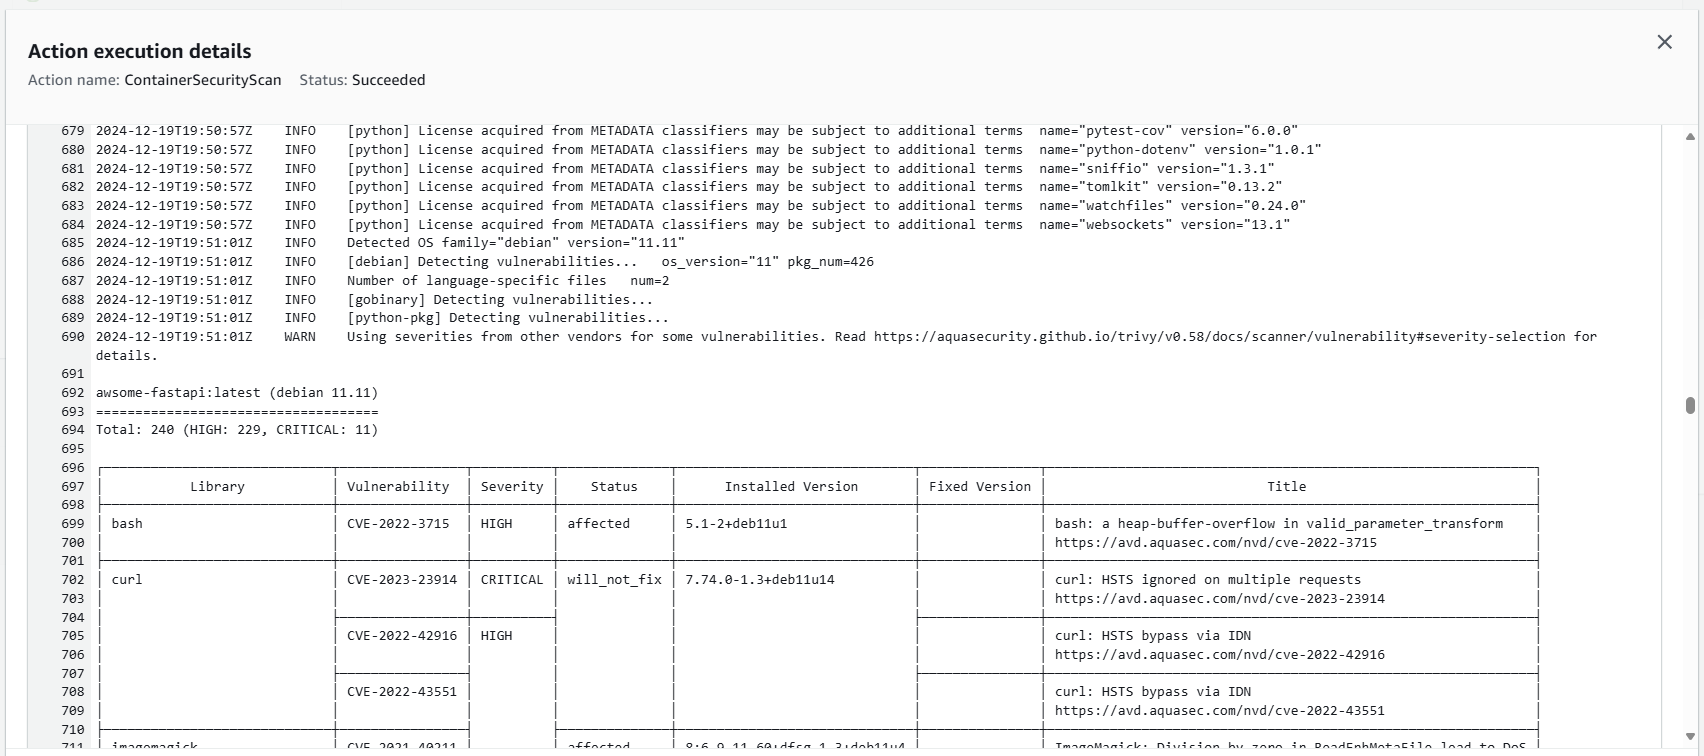 Action execution details
Action name: ContainerSecurityScan Status: Succeeded
679 2024-12-19T19:50:57Z INFO [python] License acquired from METADATA classifiers may be subject to additional terms name="pytest-cov" version="6.0.0"
680 2024-12-19T19:50:57Z INFO [python] License acquired from METADATA classifiers may be subject to additional terms name="python-dotenv" version="1.0.1"
681 2024-12-19T19:50:57Z INFO [python] License acquired from METADATA classifiers may be subject to additional terms name="sniffio" version="1.3.1"
682 2024-12-19T19:50:57Z INFO [python] License acquired from METADATA classifiers may be subject to additional terms name="tomlkit" version="0.13.2"
683 2024-12-19T19:50:57Z INFO [python] License acquired from METADATA classifiers may be subject to additional terms name="watchfiles" version="0.24.0"
684 2024-12-19T19:50:57Z INFO [python] License acquired from METADATA classifiers may be subject to additional terms name="websockets" version="13.1"
685 2024-12-19T19:51:01Z INFO Detected OS family="debian" version="11.11"
686 2024-12-19T19:51:01Z INFO [debian] Detecting vulnerabilities... os_version="11" pkg_num=426
687 2024-12-19T19:51:01Z INFO Number of language-specific files num=2
688 2024-12-19T19:51:01Z INFO [gobinary] Detecting vulnerabilities...
689 2024-12-19T19:51:01Z INFO [python-pkg] Detecting vulnerabilities...
690 2024-12-19T19:51:01Z WARN Using severities from other vendors for some vulnerabilities. Read https://aquasecurity.github.io/trivy/v0.58/docs/scanner/vulnerability#severity-selection for
details.
691
692 awsome-fastapi:latest (debian 11.11)
693 ====================================
694 Total: 240 (HIGH: 229, CRITICAL: 11)
695
696
697 Library Vulnerability Severity Status Installed Version Fixed Version Title
698
699 bash CVE-2022-3715 HIGH affected 5.1-2+deb11u1 bash: a heap-buffer-overflow in valid_parameter_transform
700 https://avd.aquasec.com/nvd/cve-2022-3715
701
702 curl CVE-2023-23914 CRITICAL will_not_fix 7.74.0-1.3+deb11u14 curl: HSTS ignored on multiple requests
703 https://avd.aquasec.com/nvd/cve-2023-23914
704
705 CVE-2022-42916 HIGH curl: HSTS bypass via IDN
706 https://avd.aquasec.com/nvd/cve-2022-42916
707
708 CVE-2022-43551 curl: HSTS bypass via IDN
709 https://avd.aquasec.com/nvd/cve-2022-43551
710
711 imagemagick CVE-2021-40211 affected 8:6.9.11.60+dfsg-1.3+deb11u4 ImageMagick: Division by zero in ReadEnhMetaFile lead to DoS